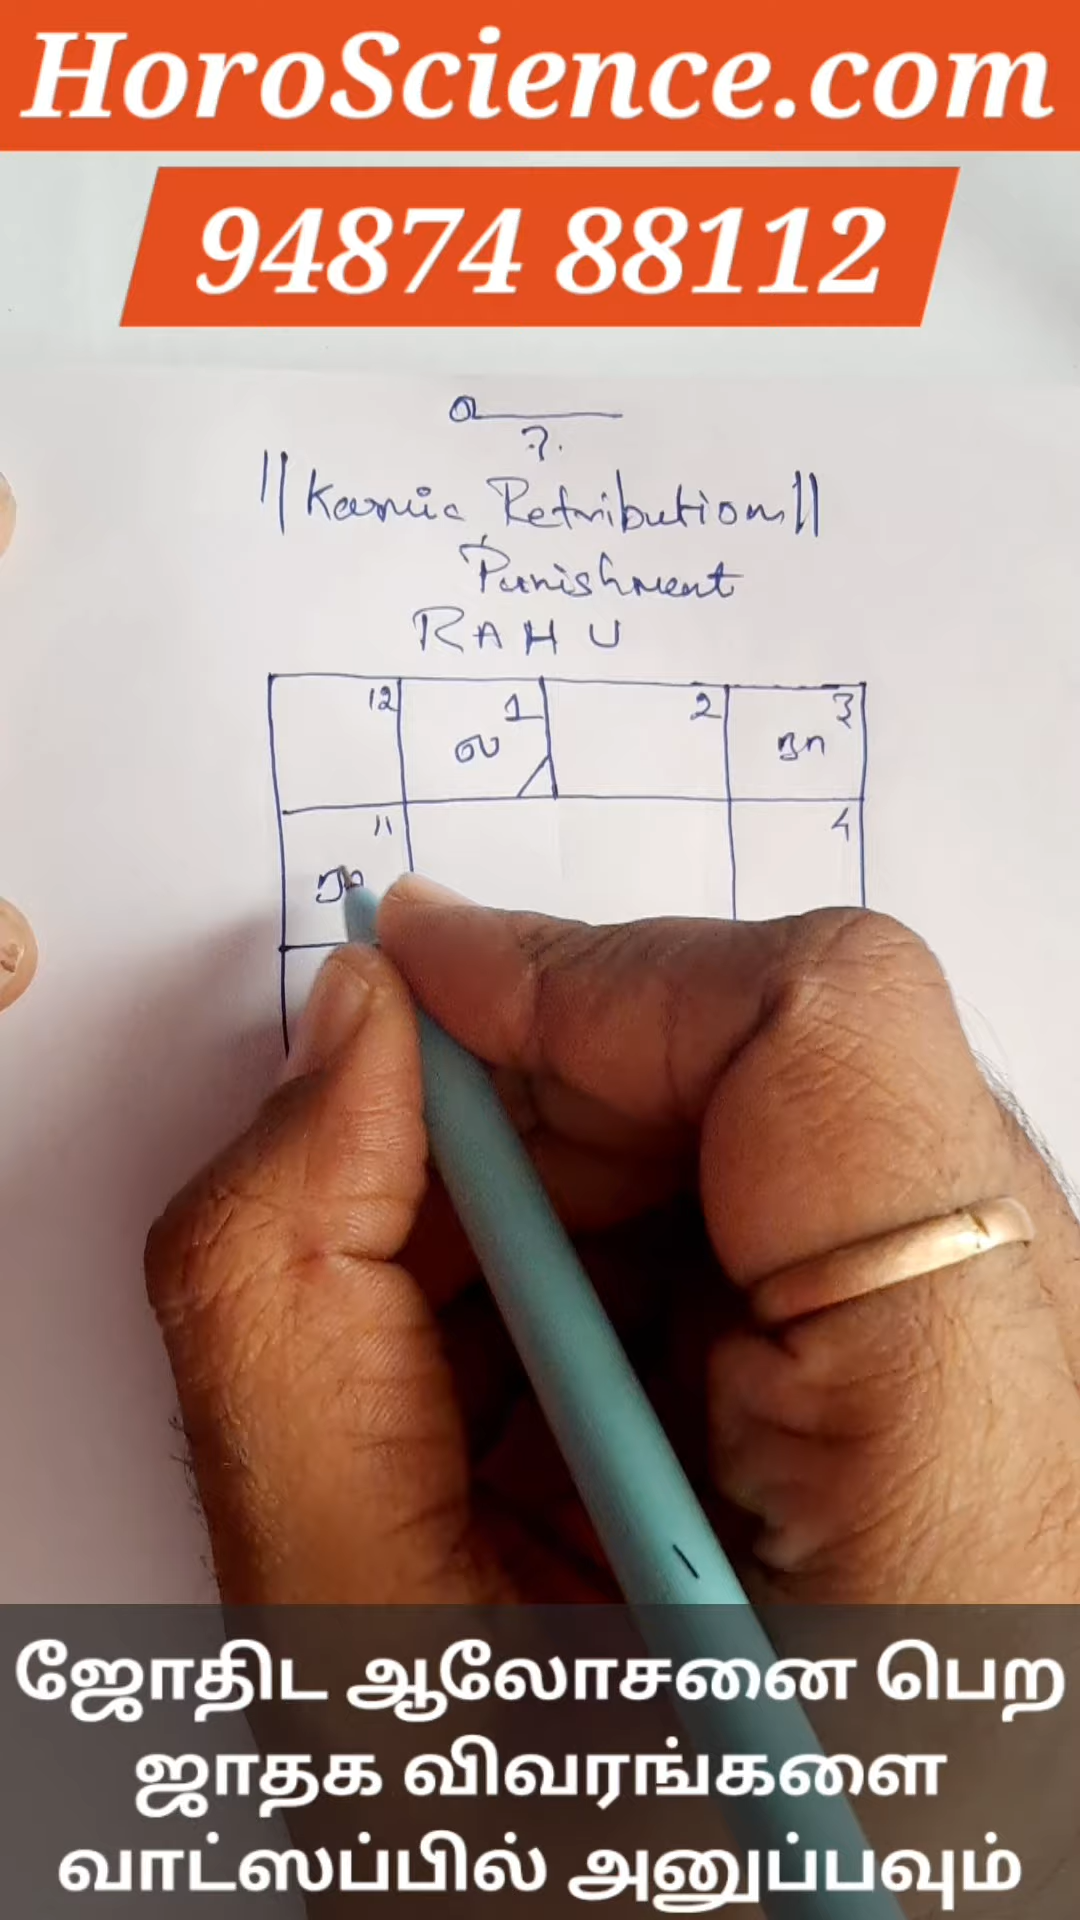 HoroScience.com
94874 88112
உ
?.
|| Karmic Retribution ||
Punishment
RAHU
12 1 2 3
ல
ரா
11 4
ஜோதிட ஆலோசனை பெற
ஜாதக விவரங்களை
வாட்ஸப்பில் அனுப்பவும்